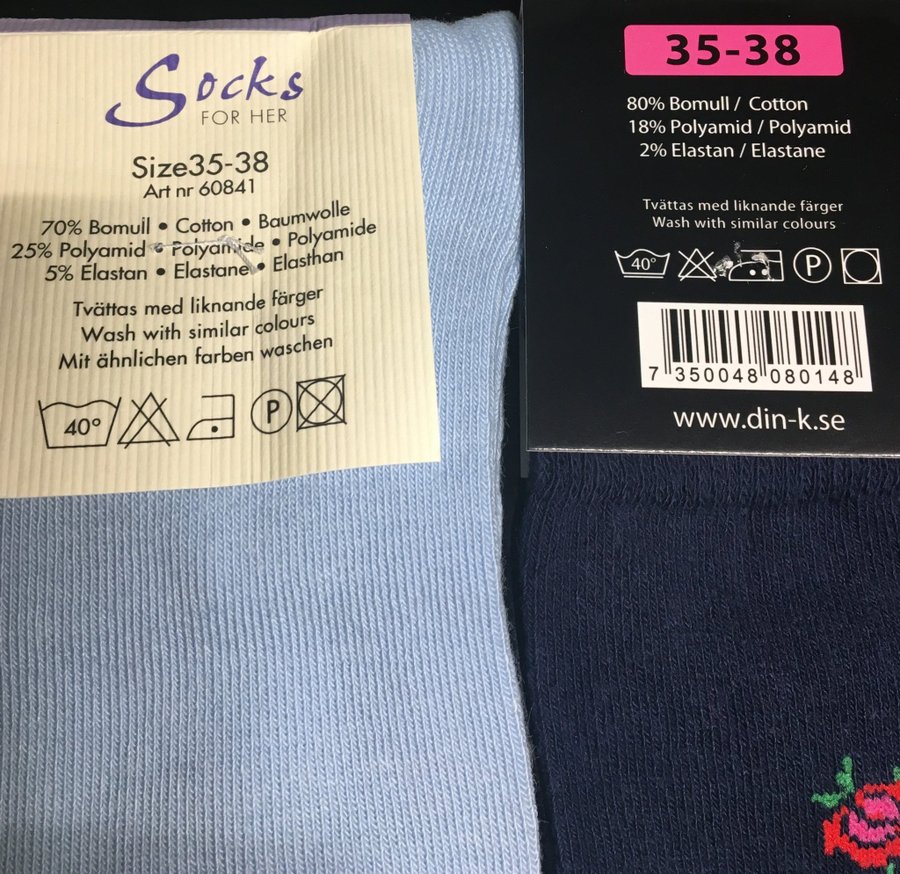 Socks
FOR HER
Size35-38
Art nr 60841
70% Bomull • Cotton • Baumwolle
25% Polyamid • Polyamide • Polyamide
5% Elastan • Elastane • Elasthan
Tvättas med liknande färger
Wash with similar colours
Mit ähnlichen farben waschen
40° P
35-38
80% Bomull / Cotton
18% Polyamid / Polyamid
2% Elastan / Elastane
Tvättas med liknande färger
Wash with similar colours
40° P
7 350048 080148
www.din-k.se